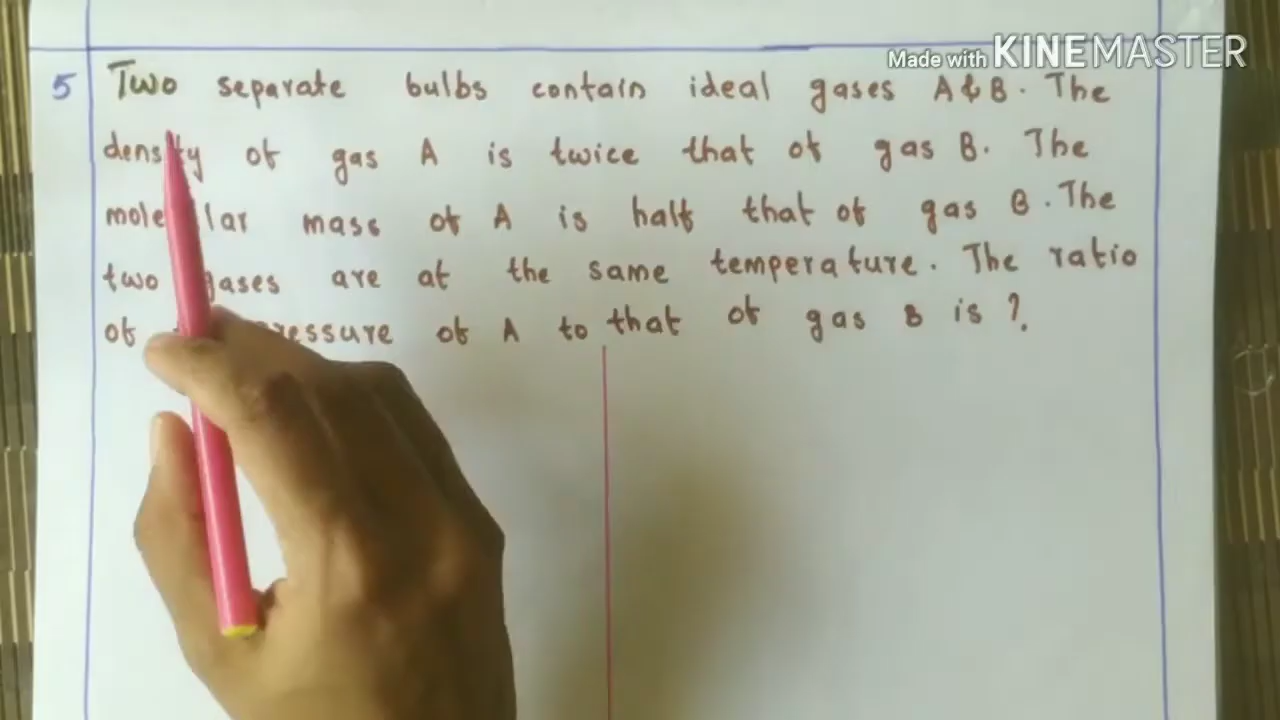 Made with KINEMASTER
5 Two separate bulbs contain ideal gases A & B. The
density of gas A is twice that of gas B. The
mass of A is half that of gas B. The
two gases are at the same temperature. The ratio
of of A to that of gas B is ?